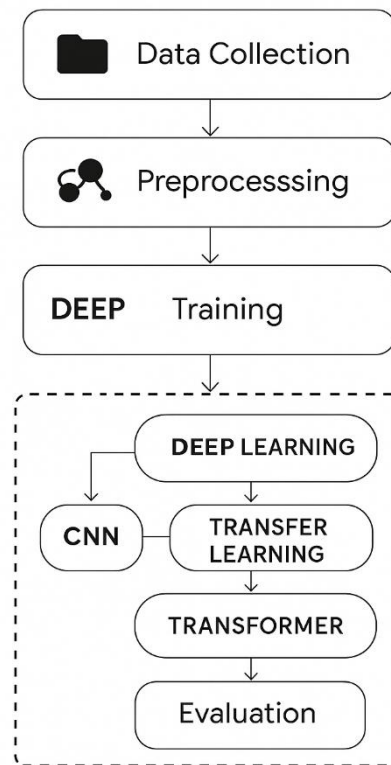 Data Collection
Preprocesssing
DEEP Training
DEEP LEARNING
CNN
TRANSFER
LEARNING
TRANSFORMER
Evaluation